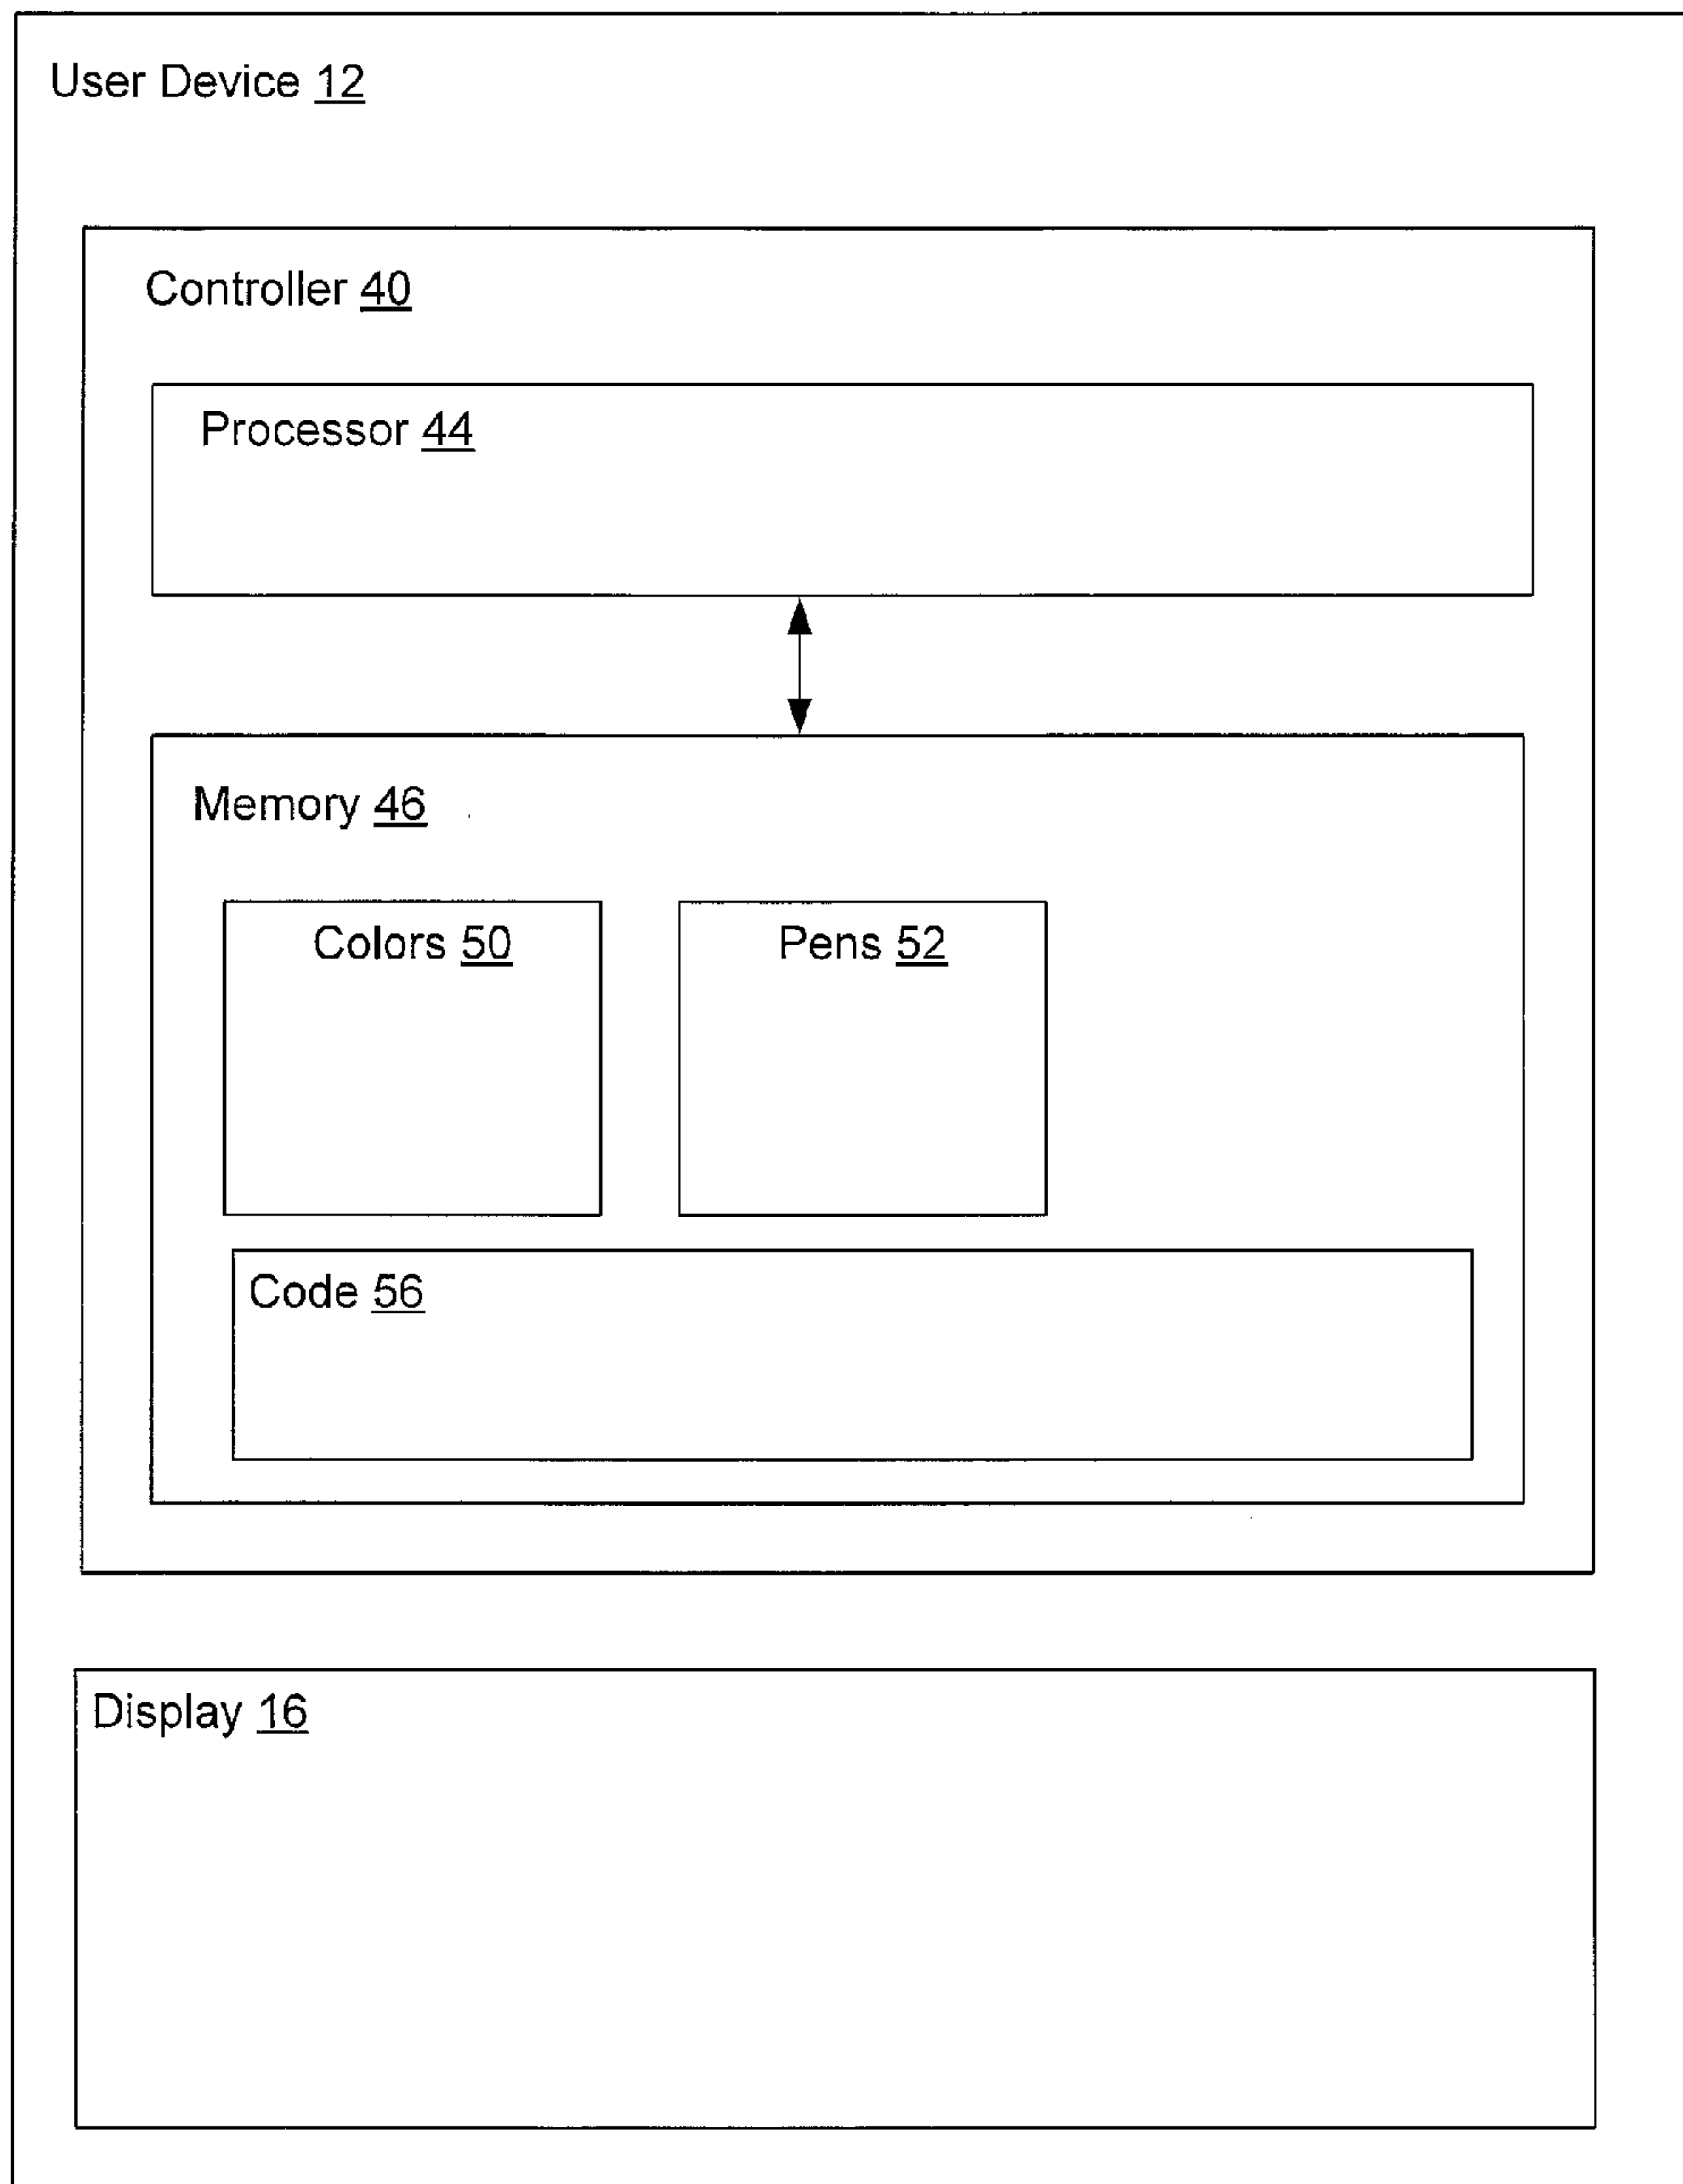 User Device 12
Controller 40
Processor 44
Memory 46
Colors 50
Pens 52
Code 56
Display 16